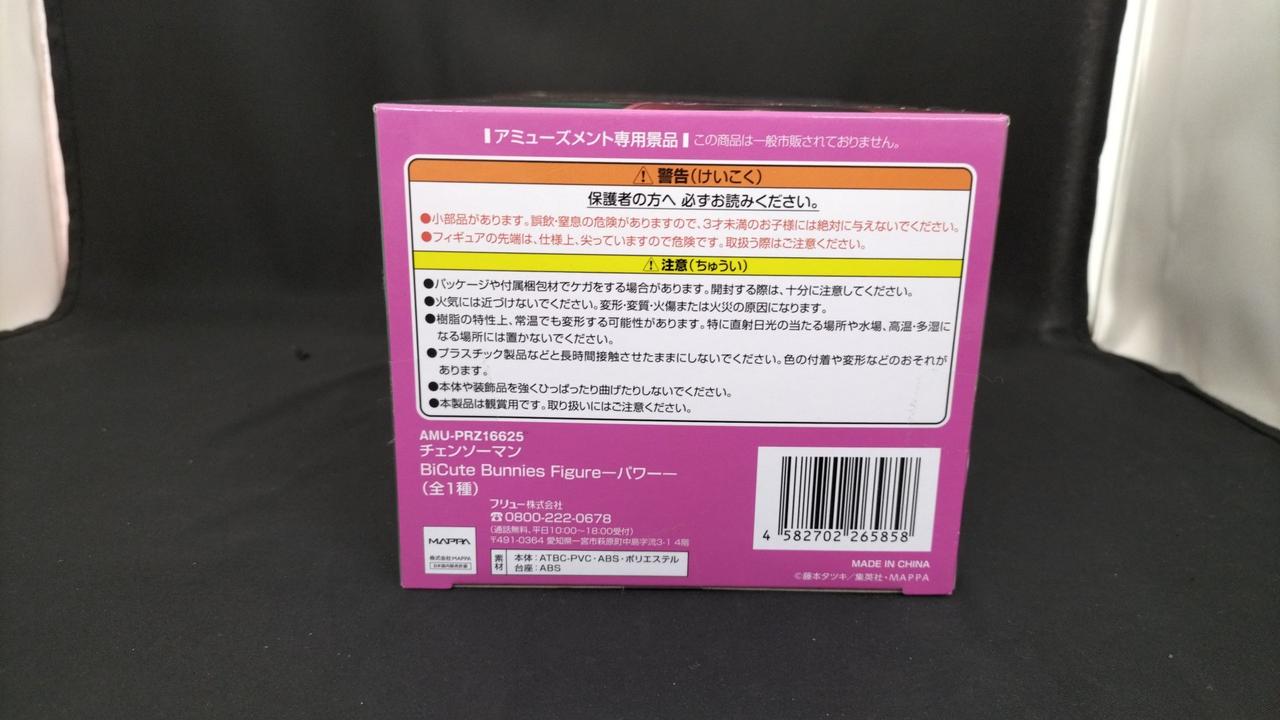 アミューズメント専用景品 この商品は一般市販されておりません。
⚠警告(けいこく)
保護者の方へ 必ずお読みください。
●小部品があります。誤飲・窒息の危険がありますので、3才未満のお子様には絶対に与えないでください。
●フィギュアの先端は、仕様上、尖っていますので危険です。取扱う際はご注意ください。
⚠注意(ちゅうい)
●パッケージや付属梱包材でケガをする場合があります。開封する際は、十分に注意してください。
●火気には近づけないでください。変形・変質・火傷または火災の原因になります。
●樹脂の特性上、常温でも変形する可能性があります。特に直射日光の当たる場所や水場、高温・多湿に
なる場所には置かないでください。
●プラスチック製品などと長時間接触させたままにしないでください。色の付着や変形などのおそれが
あります。
●本体や装飾品を強くひっぱったり曲げたりしないでください。
●本製品は観賞用です。取り扱いにはご注意ください。
AMU-PRZ16625
チェンソーマン
BiCute Bunnies Figure―パワー―
(全1種)
フリュー株式会社
☎0800-222-0678
(通話無料、平日10:00〜18:00受付)
〒491-0364 愛知県一宮市萩原町中島字流3-1 4階
MAPPA
株式会社MAPPA
日本国内販売許諾
素材
本体:ATBC-PVC・ABS・ポリエステル
台座:ABS
4 582702 265858
MADE IN CHINA
©藤本タツキ/集英社・MAPPA